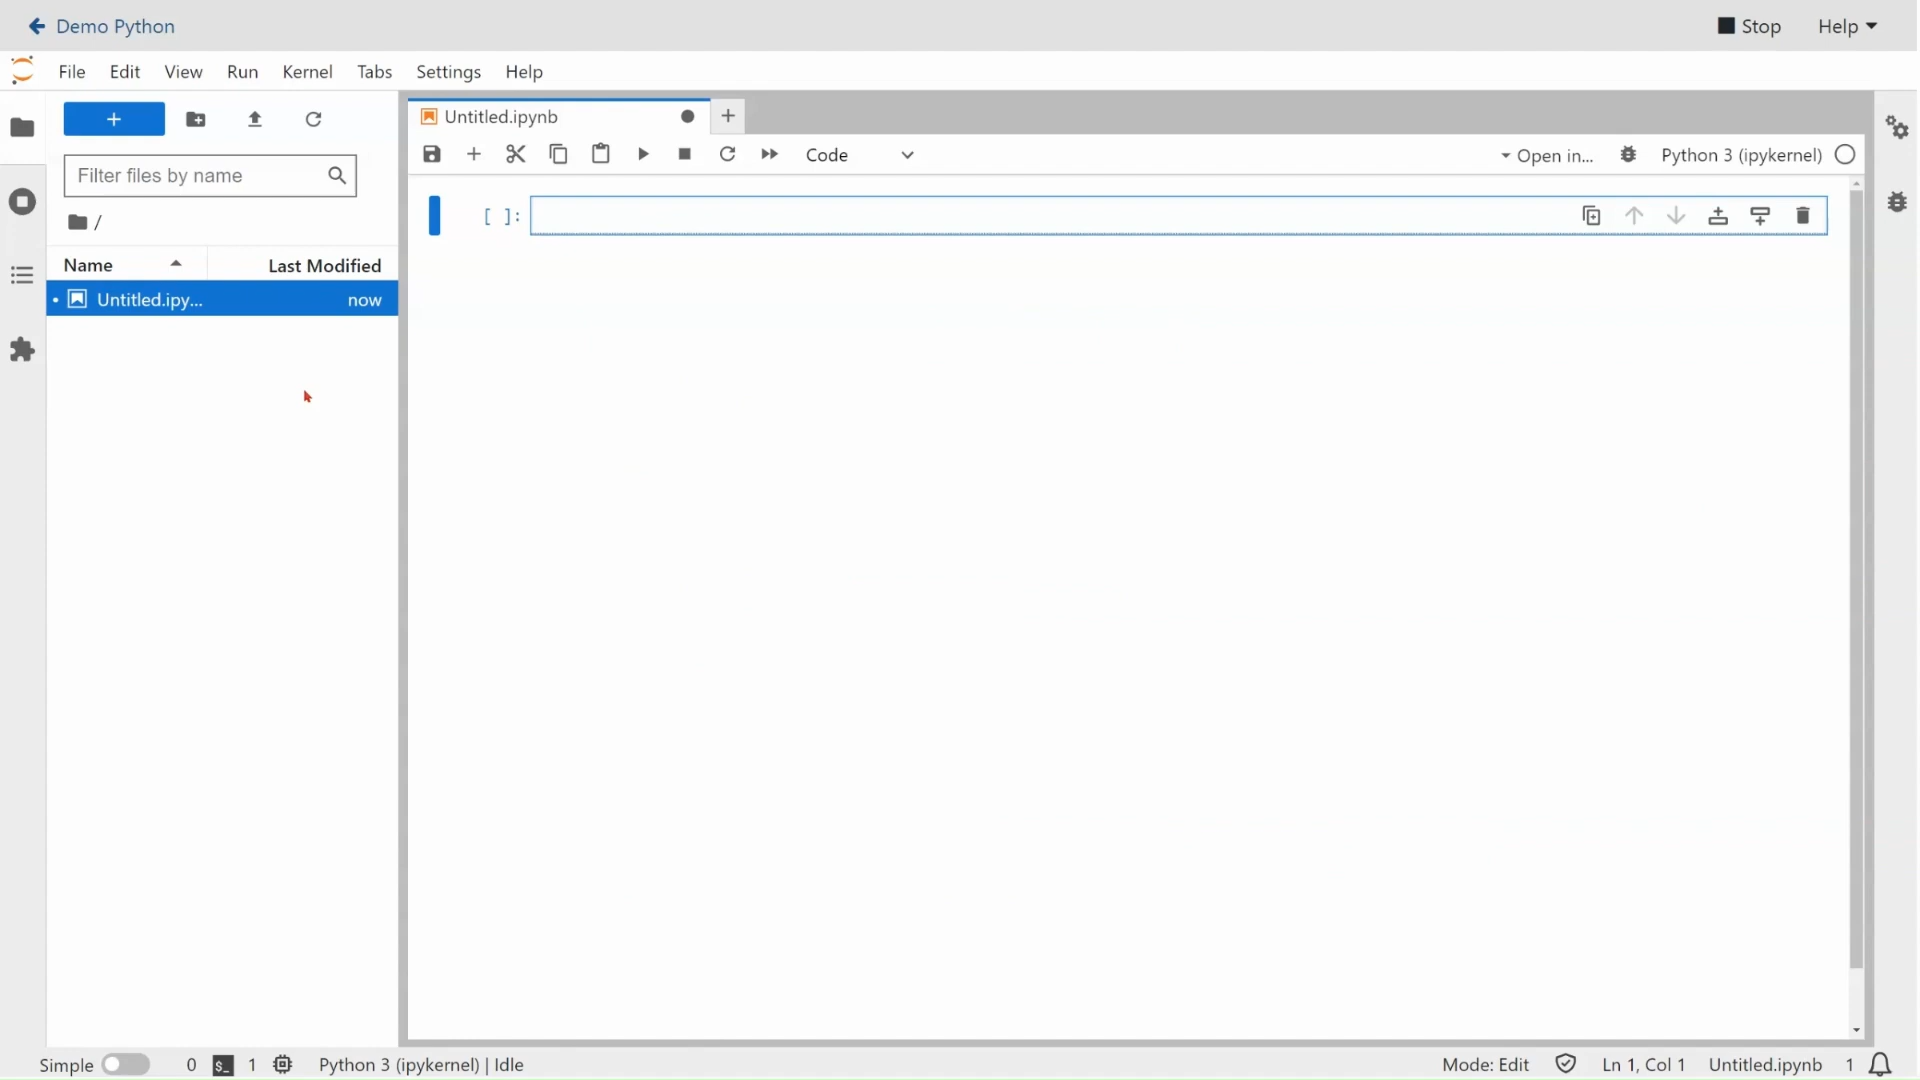 Demo Python
Stop Help
File Edit View Run Kernel Tabs Settings Help
+
Untitled.ipynb
Filter files by name
Code
Open in...
Python 3 (ipykernel)
/
[ ]:
Name Last Modified
Untitled.ipy... now
Simple 0 $_ 1 Python 3 (ipykernel) | Idle
Mode: Edit Ln 1, Col 1 Untitled.ipynb 1